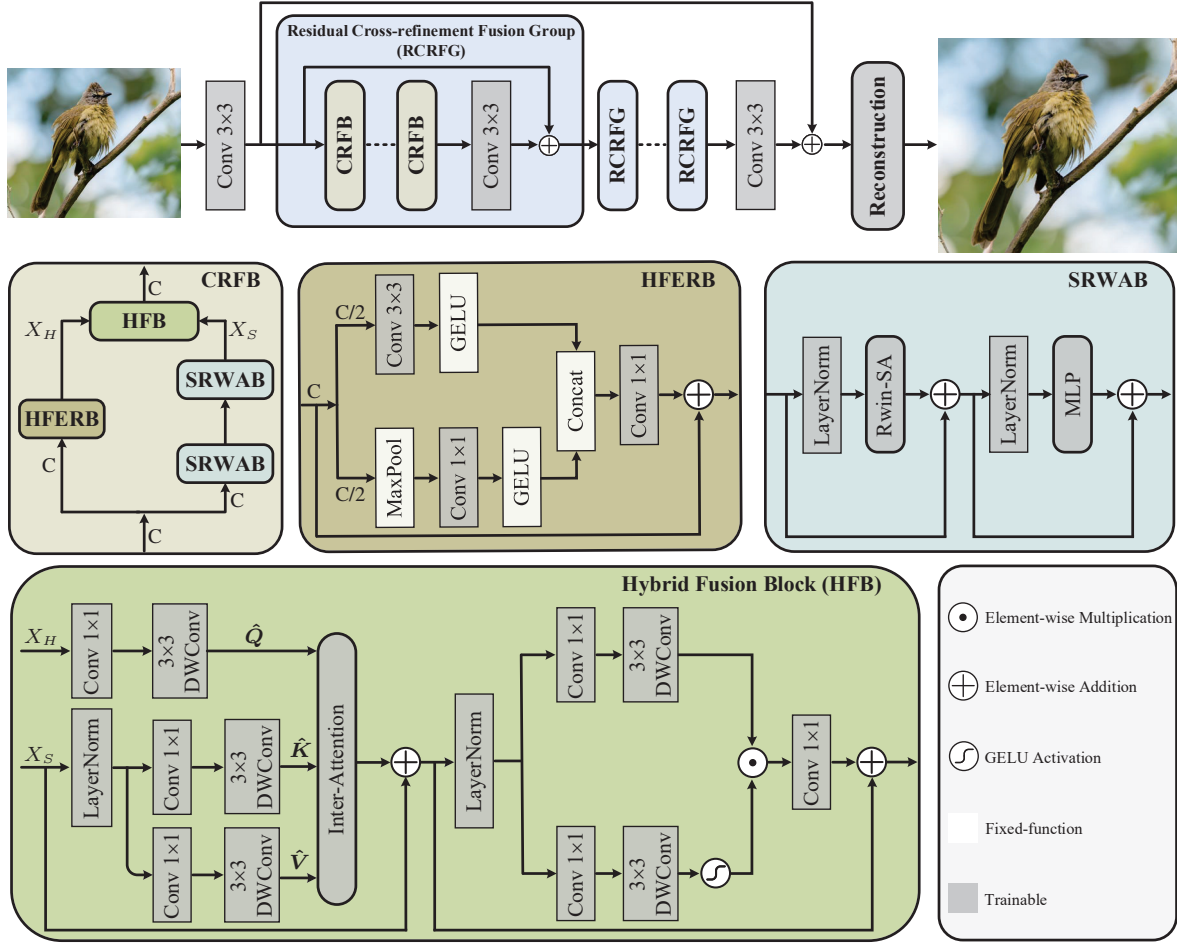 Residual Cross-refinement Fusion Group
(RCRFG)
Conv 3×3
CRFB
CRFB
Conv 3×3
RCRFG
RCRFG
Conv 3×3
Reconstruction
CRFB
C
HFB
X_H
X_S
SRWAB
HFERB
SRWAB
C
C
C
HFERB
C/2
Conv 3×3
GELU
C
Concat
Conv 1×1
C/2
MaxPool
Conv 1×1
GELU
SRWAB
LayerNorm
Rwin-SA
LayerNorm
MLP
Hybrid Fusion Block (HFB)
X_H
Conv 1×1
3×3
DWConv
Q̂
X_S
LayerNorm
Conv 1×1
3×3
DWConv
K̂
Conv 1×1
3×3
DWConv
V̂
Inter-Attention
LayerNorm
Conv 1×1
3×3
DWConv
Conv 1×1
3×3
DWConv
Conv 1×1
Element-wise Multiplication
Element-wise Addition
GELU Activation
Fixed-function
Trainable